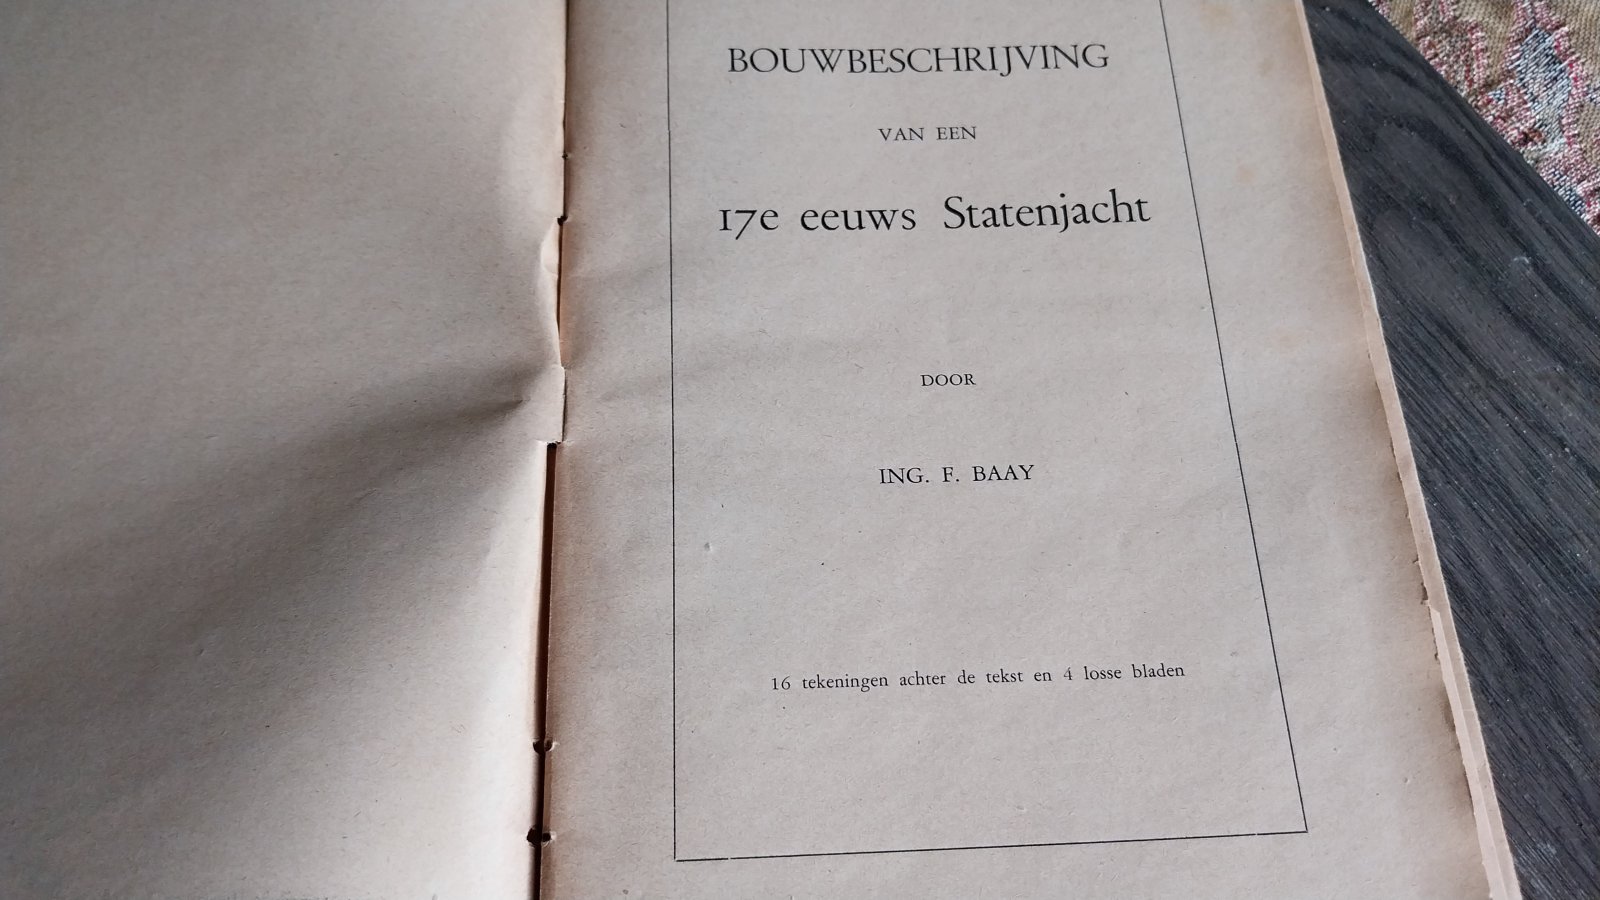 BOUWBESCHRIJVING
VAN EEN
17e eeuws Statenjacht
DOOR
ING. F. BAAY
16 tekeningen achter de tekst en 4 losse bladen